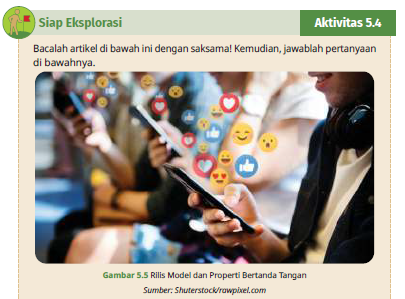 Siap Eksplorasi
Aktivitas 5.4
Bacalah artikel di bawah ini dengan saksama! Kemudian, jawablah pertanyaan
di bawahnya.
Gambar 5.5 Rilis Model dan Properti Bertanda Tangan
Sumber: Shuterstock/rawpixel.com